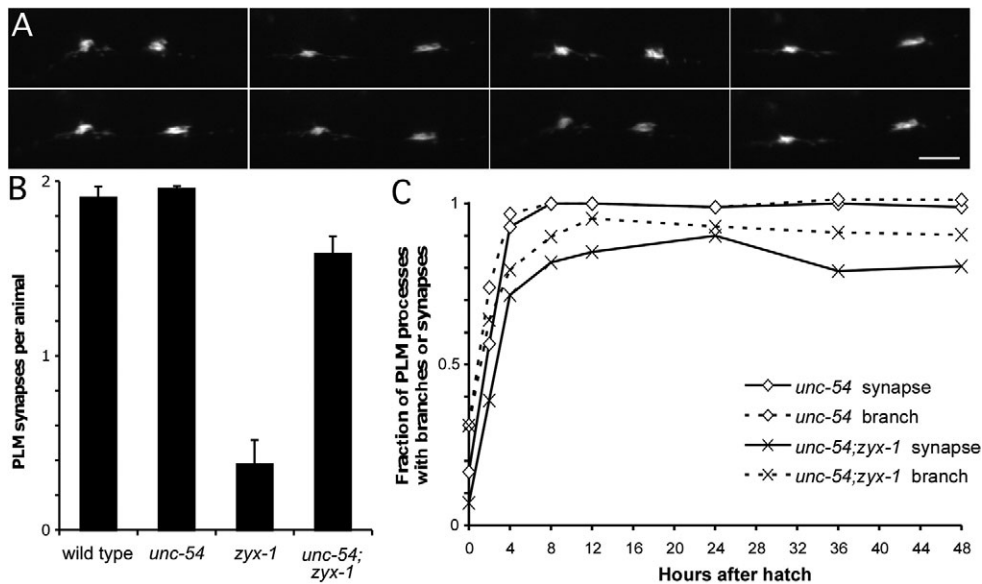 A
B
PLM synapses per animal
2
1
0
wild type
unc-54
zyx-1
unc-54;
zyx-1
C
Fraction of PLM processes
with branches or synapses
1
0.5
0
unc-54 synapse
unc-54 branch
unc-54;zyx-1 synapse
unc-54;zyx-1 branch
0 4 8 12 16 20 24 28 32 36 40 44 48
Hours after hatch